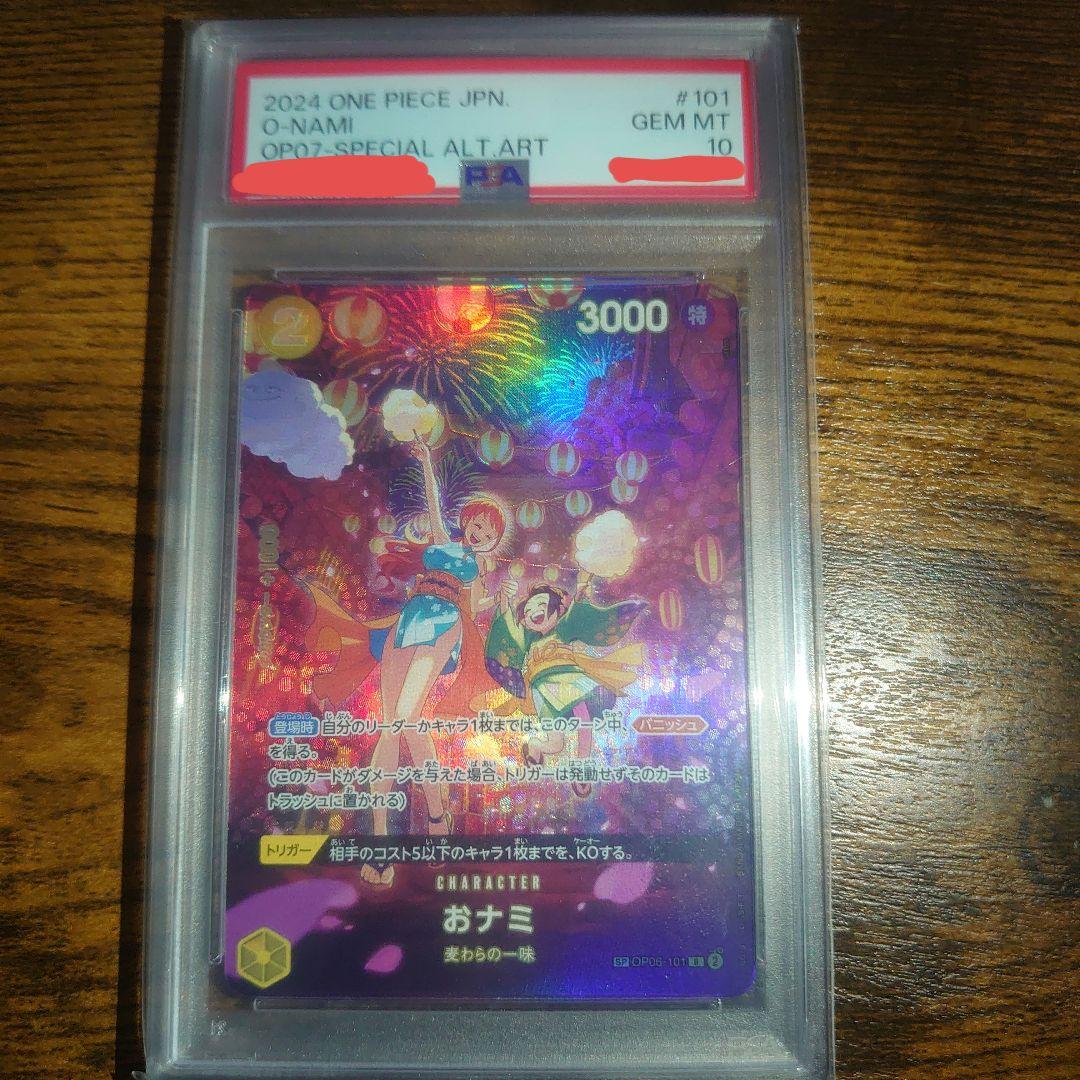 2024 ONE PIECE JPN.
#101
O-NAMI
GEM MT
OP07-SPECIAL ALT.ART
10
PSA
2
3000
特
+1000
Counter
登場時 自分のリーダーかキャラ1枚までは、このターン中、バニッシュ
を得る。
(このカードがダメージを与えた場合、トリガーは発動せずそのカードは
トラッシュに置かれる)
トリガー 相手のコスト5以下のキャラ1枚までを、KOする。
CHARACTER
おナミ
麦わらの一味
SP OP06-101 R 2